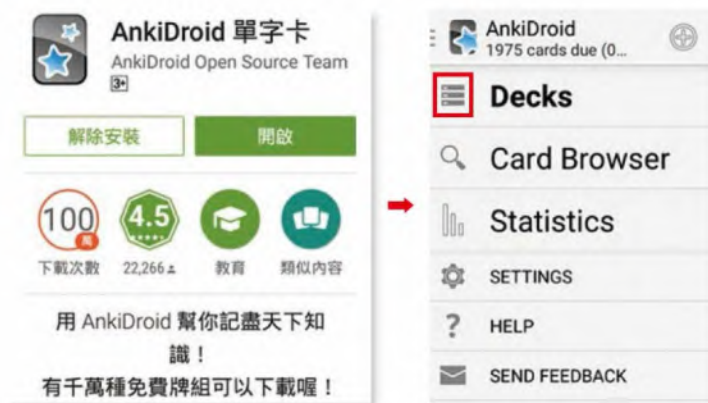 AnkiDroid 單字卡
AnkiDroid Open Source Team
3+
解除安裝
開啟
100
萬
4.5
下載次數
22,266
教育
類似內容
用 AnkiDroid 幫你記盡天下知
識！
有千萬種免費牌組可以下載喔！
AnkiDroid
1975 cards due (0...
Decks
Card Browser
Statistics
SETTINGS
? HELP
SEND FEEDBACK